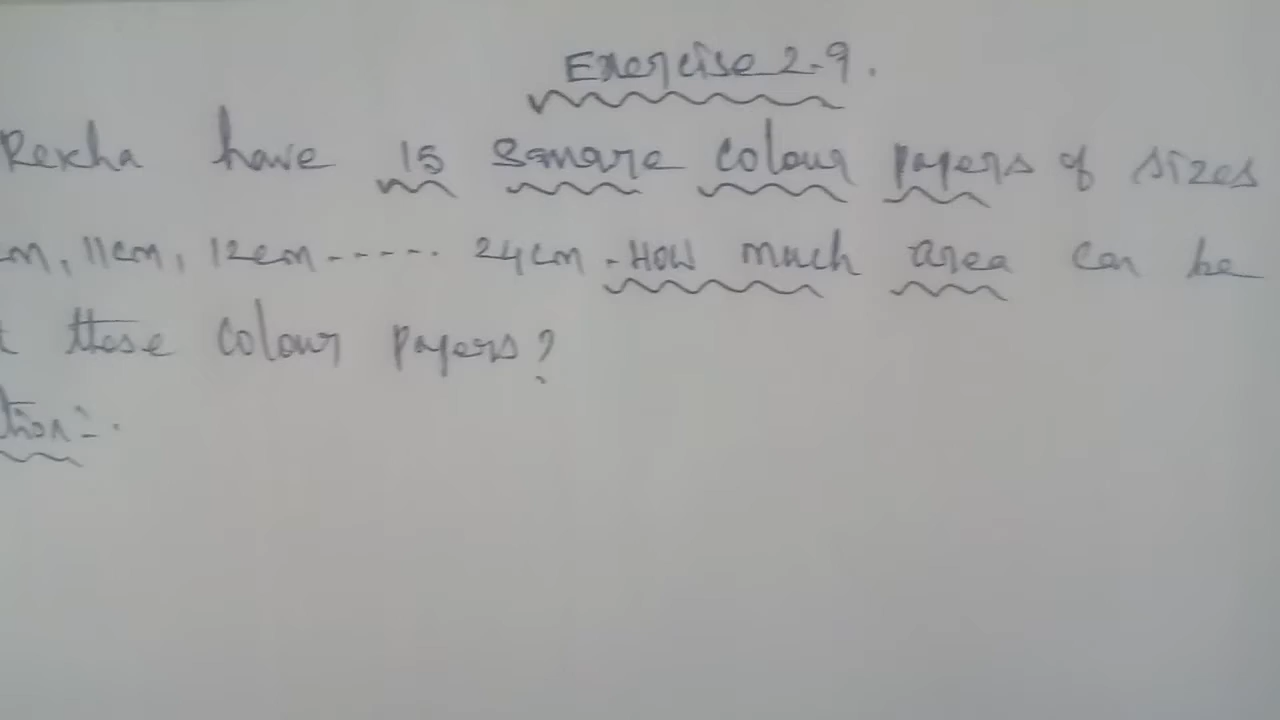 Exercise 2.9.
Rekha have 15 Square Colour Papers of sizes
m, 11cm, 12cm ----- 24cm. How much area can be
these colour papers?
tion:-.